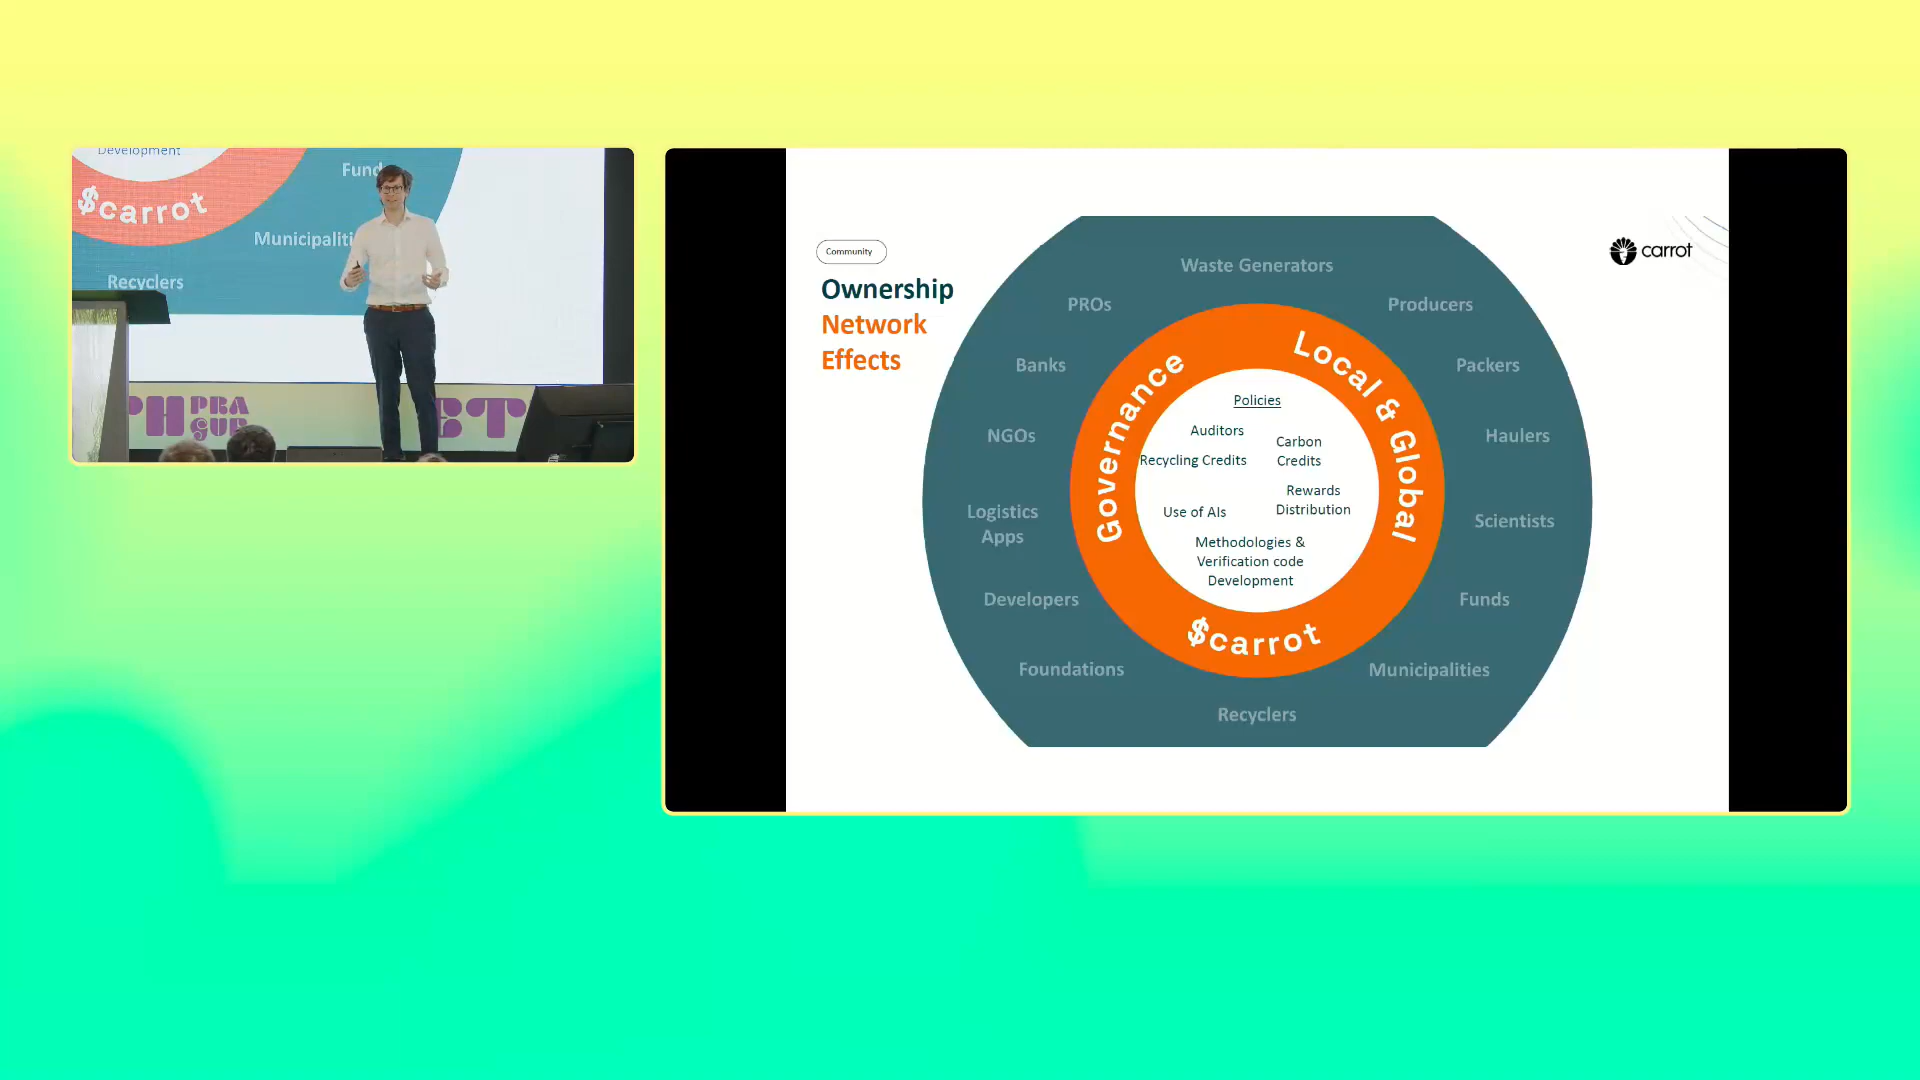 Development
$carrot
Fund
Municipaliti
Recyclers
PRA
GUE
ET
Community
Ownership
Network
Effects
carrot
Waste Generators
PROs
Producers
Banks
Packers
NGOs
Haulers
Logistics
Apps
Scientists
Developers
Funds
Foundations
Municipalities
Recyclers
Governance
Local & Global
$carrot
Policies
Auditors
Carbon
Credits
Recycling Credits
Rewards
Distribution
Use of AIs
Methodologies &
Verification code
Development